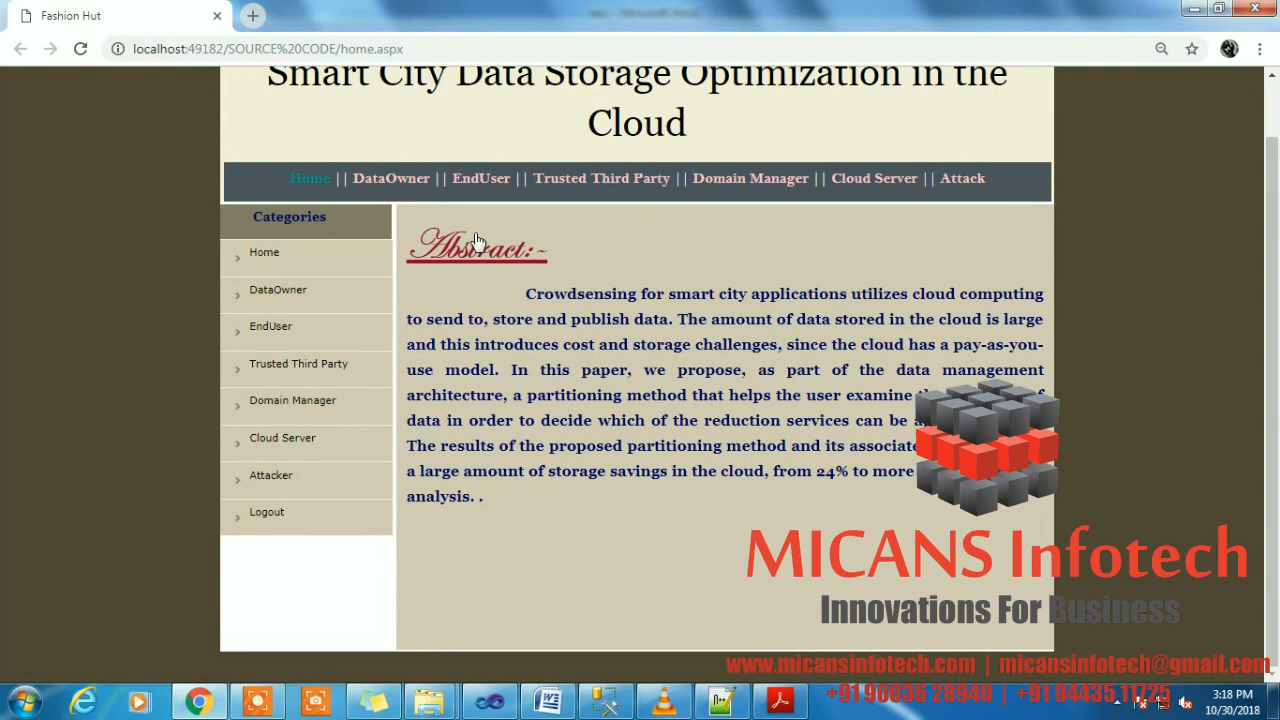 Fashion Hut
localhost:49182/SOURCE%20CODE/home.aspx
Smart City Data Storage Optimization in the
Cloud
Home || DataOwner || EndUser || Trusted Third Party || Domain Manager || Cloud Server || Attack
Categories
Home
DataOwner
EndUser
Trusted Third Party
Domain Manager
Cloud Server
Attacker
Logout
Abstract:~
Crowdsensing for smart city applications utilizes cloud computing
to send to, store and publish data. The amount of data stored in the cloud is large
and this introduces cost and storage challenges, since the cloud has a pay-as-you-
use model. In this paper, we propose, as part of the data management
architecture, a partitioning method that helps the user examine
data in order to decide which of the reduction services can be
The results of the proposed partitioning method and its
a large amount of storage savings in the cloud, from 24% to more
analysis. .
MICANS Infotech
Innovations For Business
www.micansinfotech.com | micansinfotech@gmail.com
+91 90036 28940 | +91 94435 11725
3:18 PM
10/30/2018